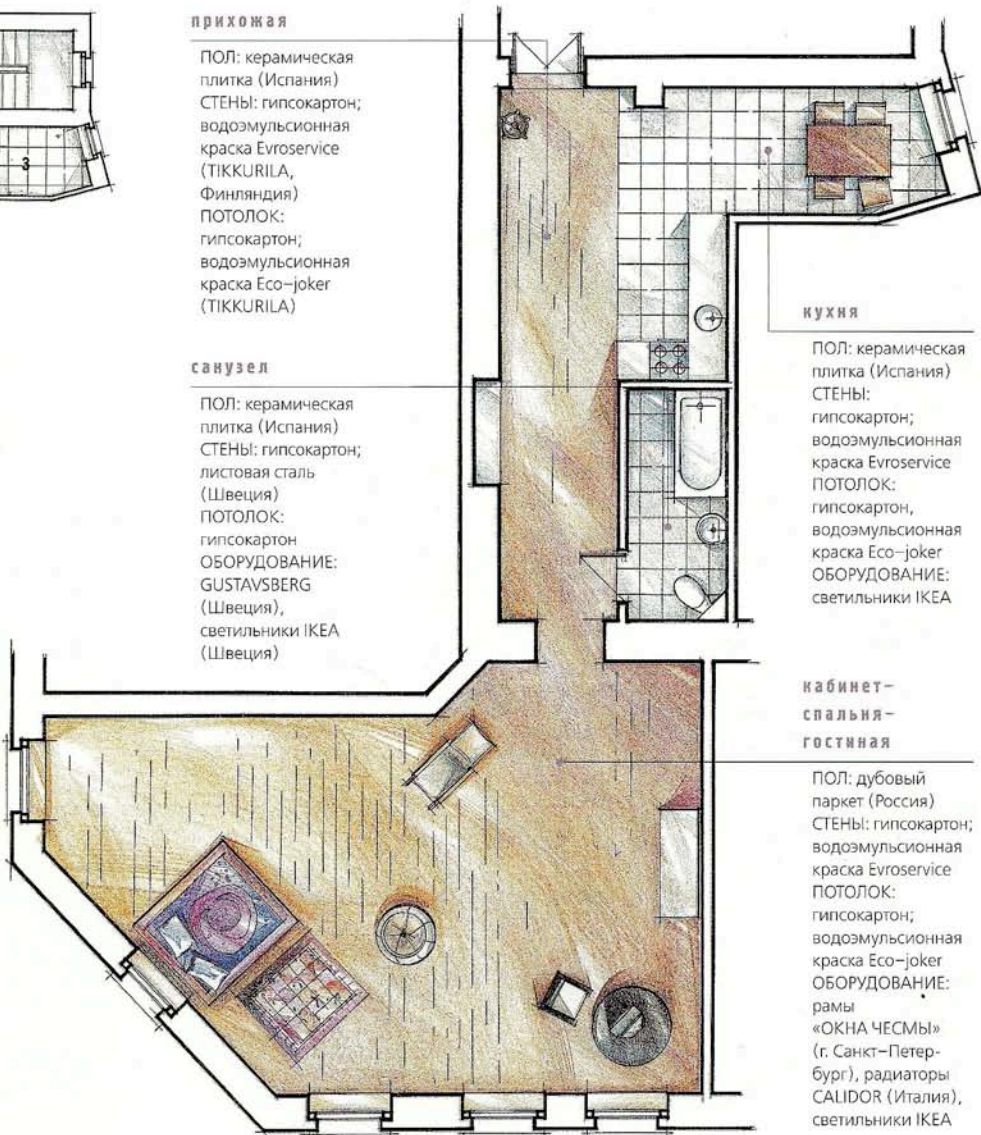 3
прихожая
ПОЛ: керамическая
плитка (Испания)
СТЕНЫ: гипсокартон;
водоэмульсионная
краска Evroservice
(TIKKURILA,
Финляндия)
ПОТОЛОК:
гипсокартон;
водоэмульсионная
краска Eco–joker
(TIKKURILA)
санузел
ПОЛ: керамическая
плитка (Испания)
СТЕНЫ: гипсокартон;
листовая сталь
(Швеция)
ПОТОЛОК:
гипсокартон
ОБОРУДОВАНИЕ:
GUSTAVSBERG
(Швеция),
светильники IKEA
(Швеция)
кухня
ПОЛ: керамическая
плитка (Испания)
СТЕНЫ:
гипсокартон;
водоэмульсионная
краска Evroservice
ПОТОЛОК:
гипсокартон,
водоэмульсионная
краска Eco–joker
ОБОРУДОВАНИЕ:
светильники IKEA
кабинет–
спальня–
гостиная
ПОЛ: дубовый
паркет (Россия)
СТЕНЫ: гипсокартон;
водоэмульсионная
краска Evroservice
ПОТОЛОК:
гипсокартон;
водоэмульсионная
краска Eco–joker
ОБОРУДОВАНИЕ:
рамы
«ОКНА ЧЕСМЫ»
(г. Санкт–Петер-
бург), радиаторы
CALIDOR (Италия),
светильники IKEA